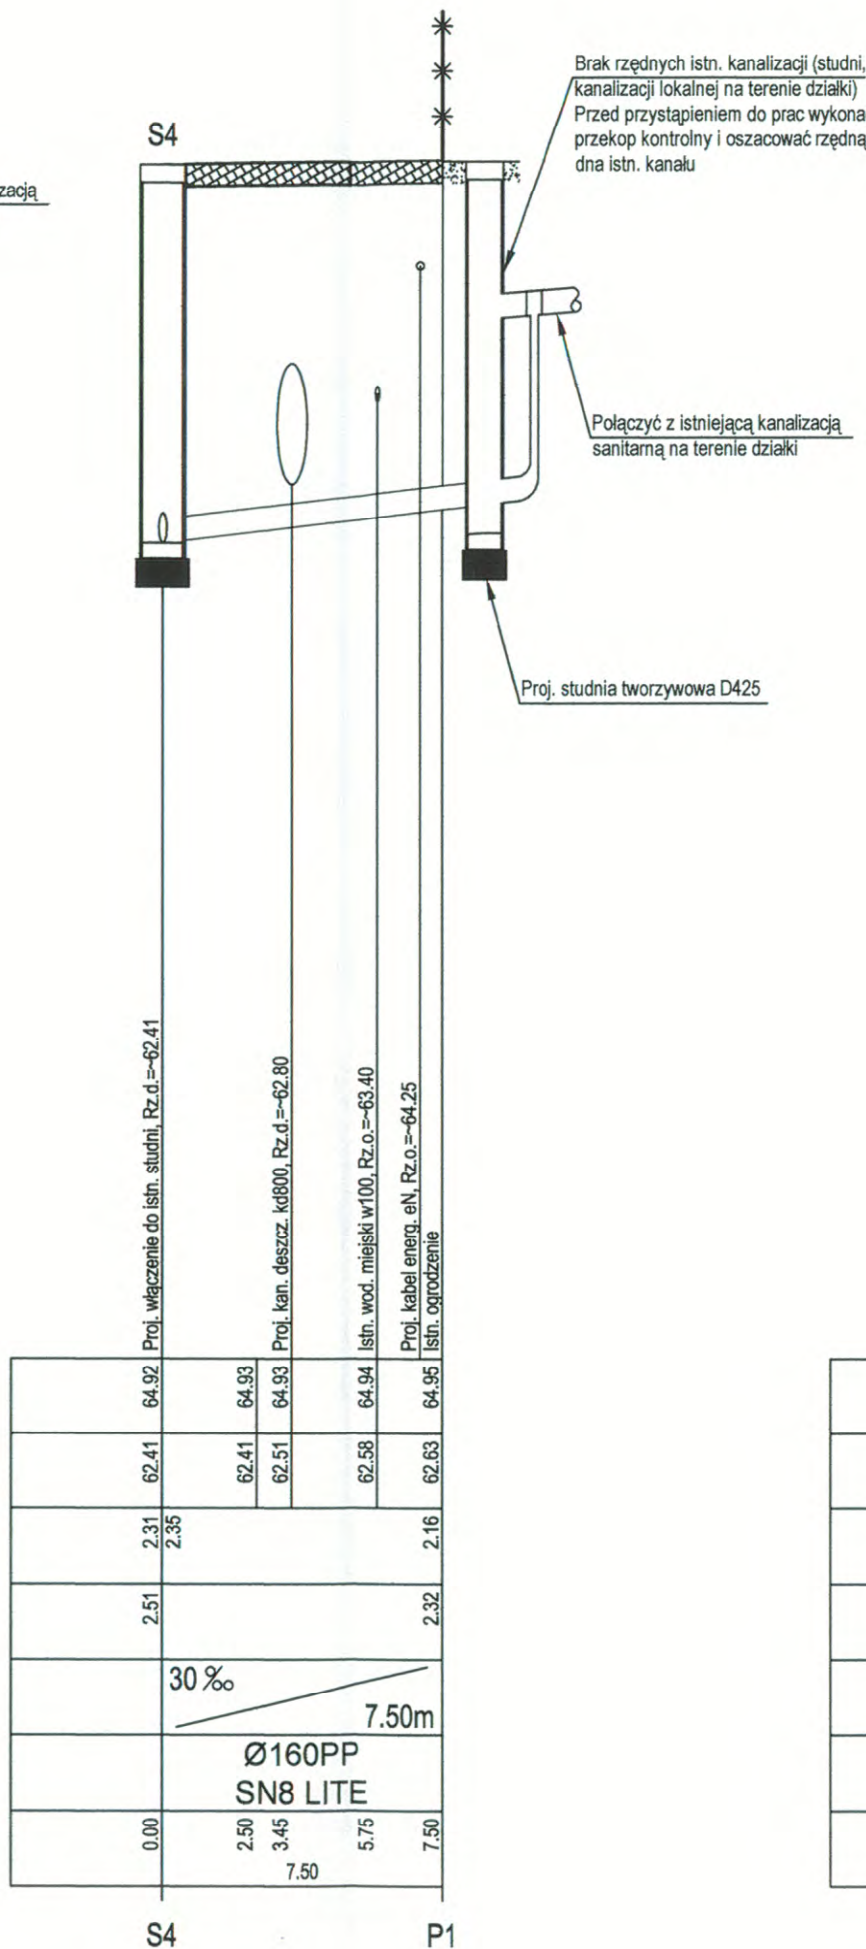 Brak rzędnych istn. kanalizacji (studni,
kanalizacji lokalnej na terenie działki)
Przed przystąpieniem do prac wykona
przekop kontrolny i oszacować rzędną
dna istn. kanału
S4
zacją
Połączyć z istniejącą kanalizacją
sanitarną na terenie działki
Proj. studnia tworzywowa D425
Proj. włączenie do istn. studni, Rz.d.=~62.41
Proj. kan. deszcz. kd800, Rz.d.=~62.80
Istn. wod. miejski w100, Rz.o.=~63.40
Proj. kabel energ. eN, Rz.o.=~64.25
Istn. ogrodzenie
64.92 64.93 64.93 64.94 64.95
62.41 62.41 62.51 62.58 62.63
2.31 2.35 2.16
2.51 2.32
30 ‰
7.50m
Ø160PP
SN8 LITE
0.00 2.50 3.45 5.75 7.50
7.50
S4 P1